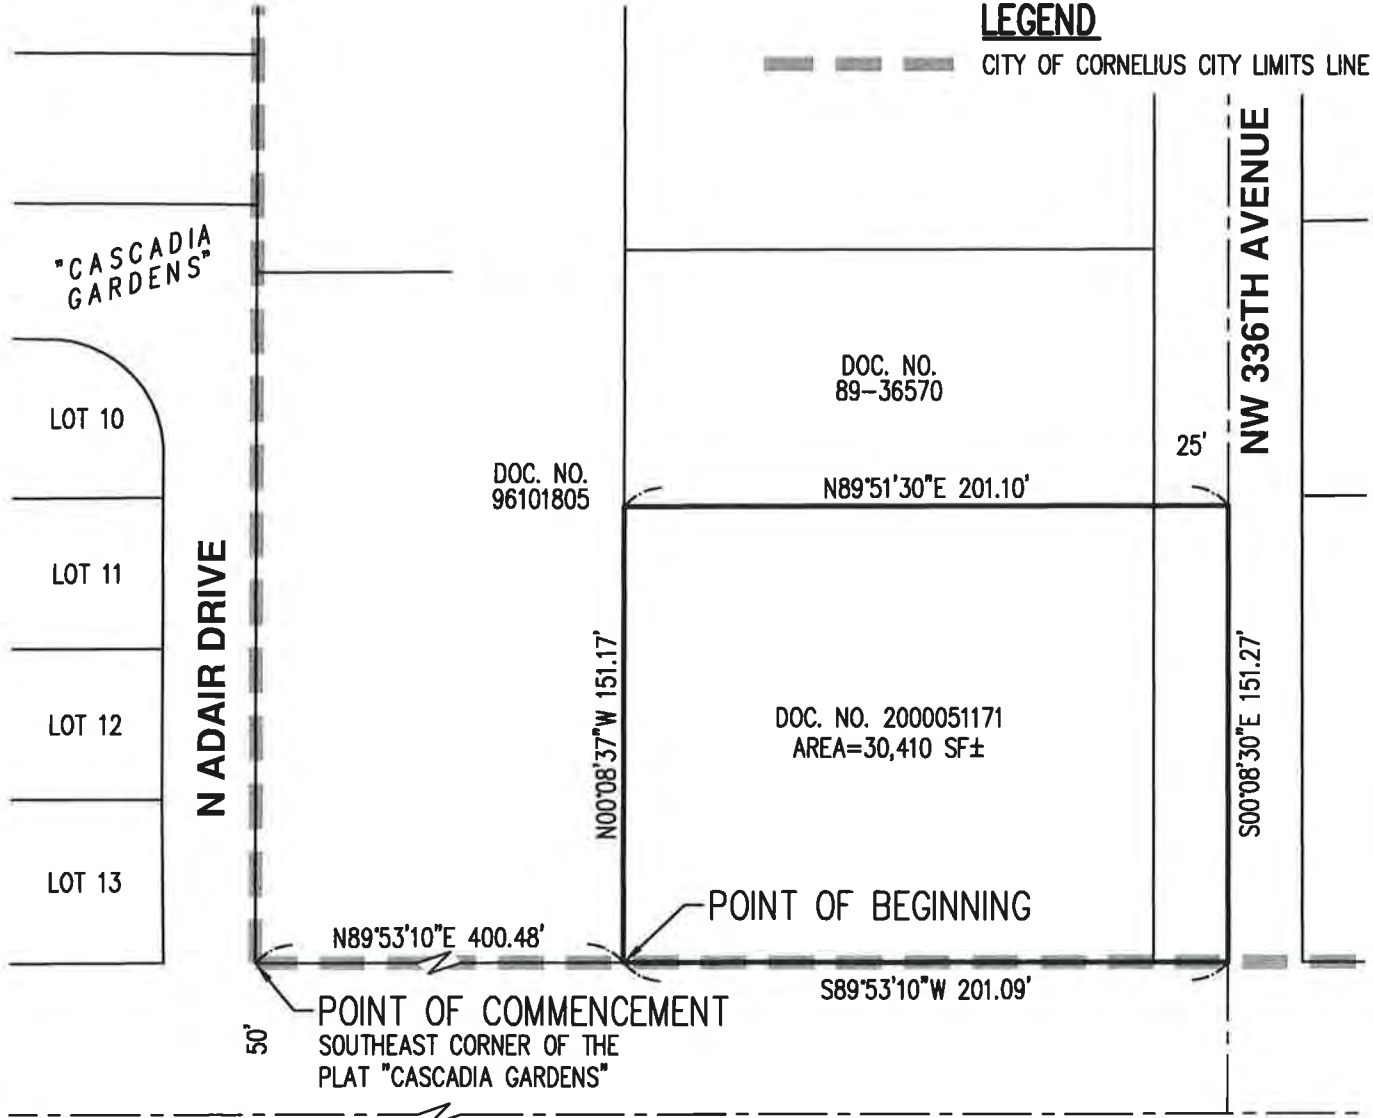 LEGEND
CITY OF CORNELIUS CITY LIMITS LINE
NW 336TH AVENUE
"CASCADIA
GARDENS"
DOC. NO.
89-36570
LOT 10
25'
DOC. NO.
96101805
N89°51'30"E 201.10'
LOT 11
N ADAIR DRIVE
N00°08'37"W 151.17'
S00°08'30"E 151.27'
LOT 12
DOC. NO. 2000051171
AREA=30,410 SF±
LOT 13
POINT OF BEGINNING
N89°53'10"E 400.48'
S89°53'10"W 201.09'
POINT OF COMMENCEMENT
50'
SOUTHEAST CORNER OF THE
PLAT "CASCADIA GARDENS"